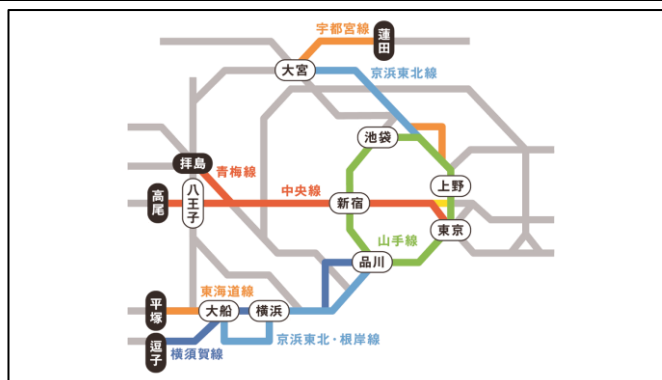 宇都宮線
蓮田
大宮
京浜東北線
池袋
拝島
青梅線
上野
高尾
八王子
中央線
新宿
東京
山手線
品川
東海道線
平塚
大船
横浜
逗子
横須賀線
京浜東北・根岸線